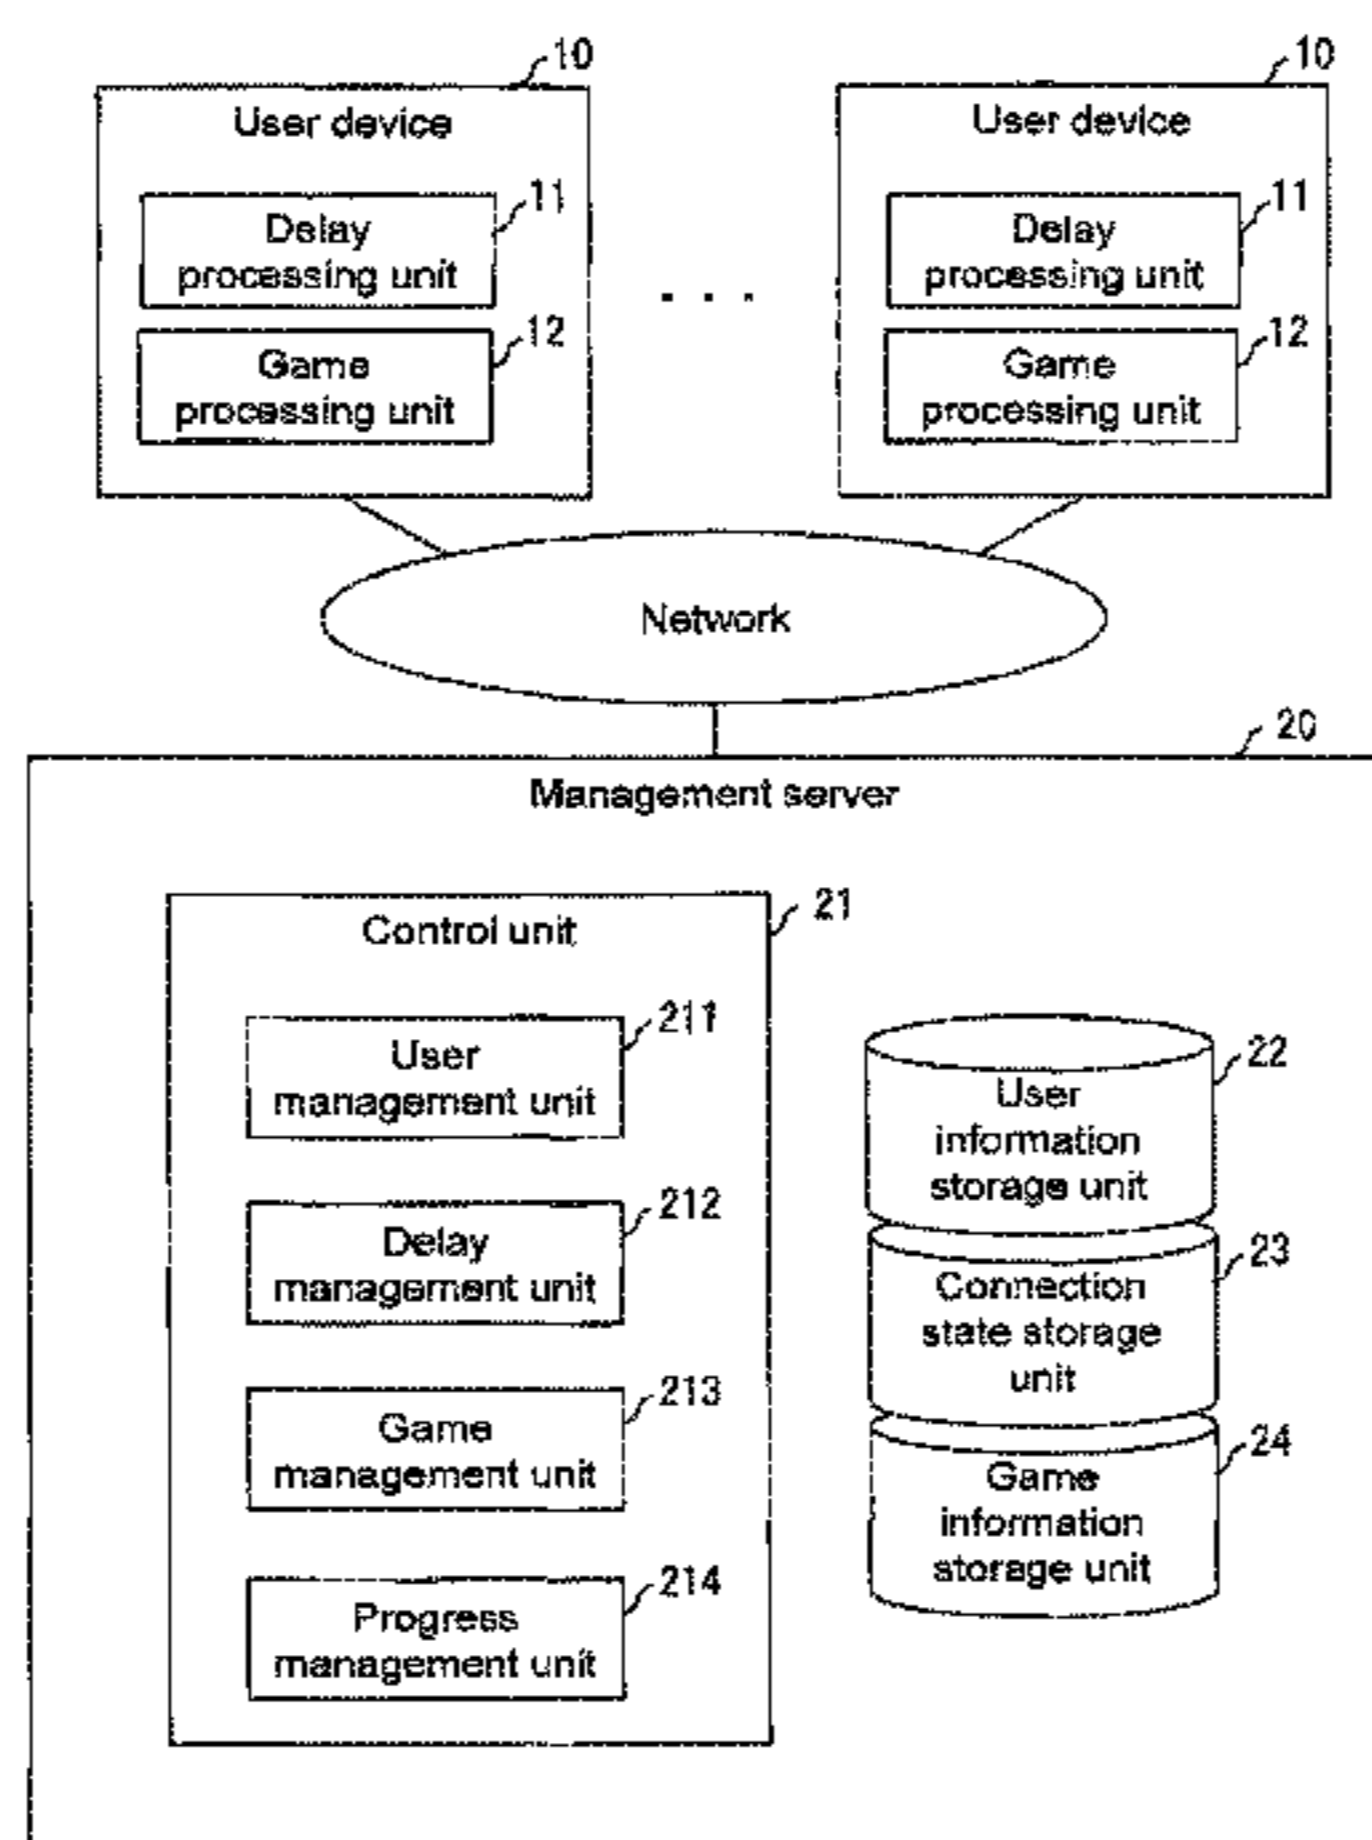 10
User device
11
Delay
processing unit
12
Game
processing unit
. . .
10
User device
11
Delay
processing unit
12
Game
processing unit
Network
20
Management server
21
Control unit
211
User
management unit
212
Delay
management unit
213
Game
management unit
214
Progress
management unit
22
User
information
storage unit
23
Connection
state storage
unit
24
Game
information
storage unit